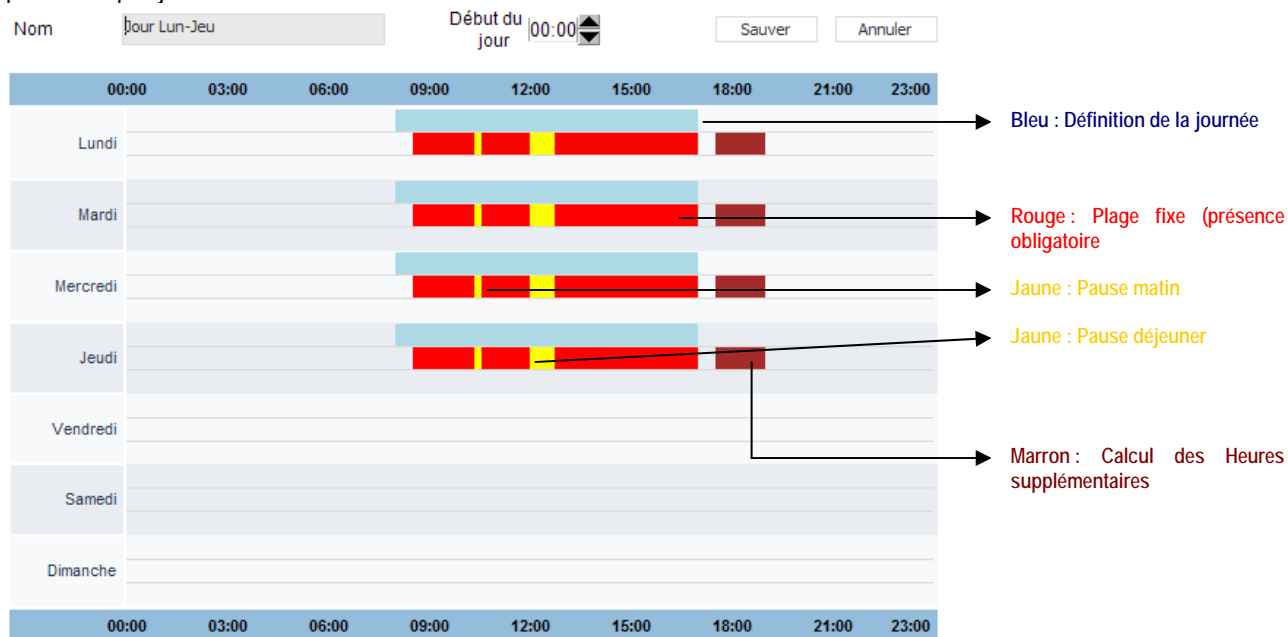 Nom
Jour Lun-Jeu
Début du
jour
00:00
Sauver
Annuler
00:00 03:00 06:00 09:00 12:00 15:00 18:00 21:00 23:00
Bleu : Définition de la journée
Lundi
Mardi
Rouge : Plage fixe (présence
obligatoire
Mercredi
Jaune : Pause matin
Jaune : Pause déjeuner
Jeudi
Vendredi
Marron : Calcul des Heures
supplémentaires
Samedi
Dimanche
00:00 03:00 06:00 09:00 12:00 15:00 18:00 21:00 23:00